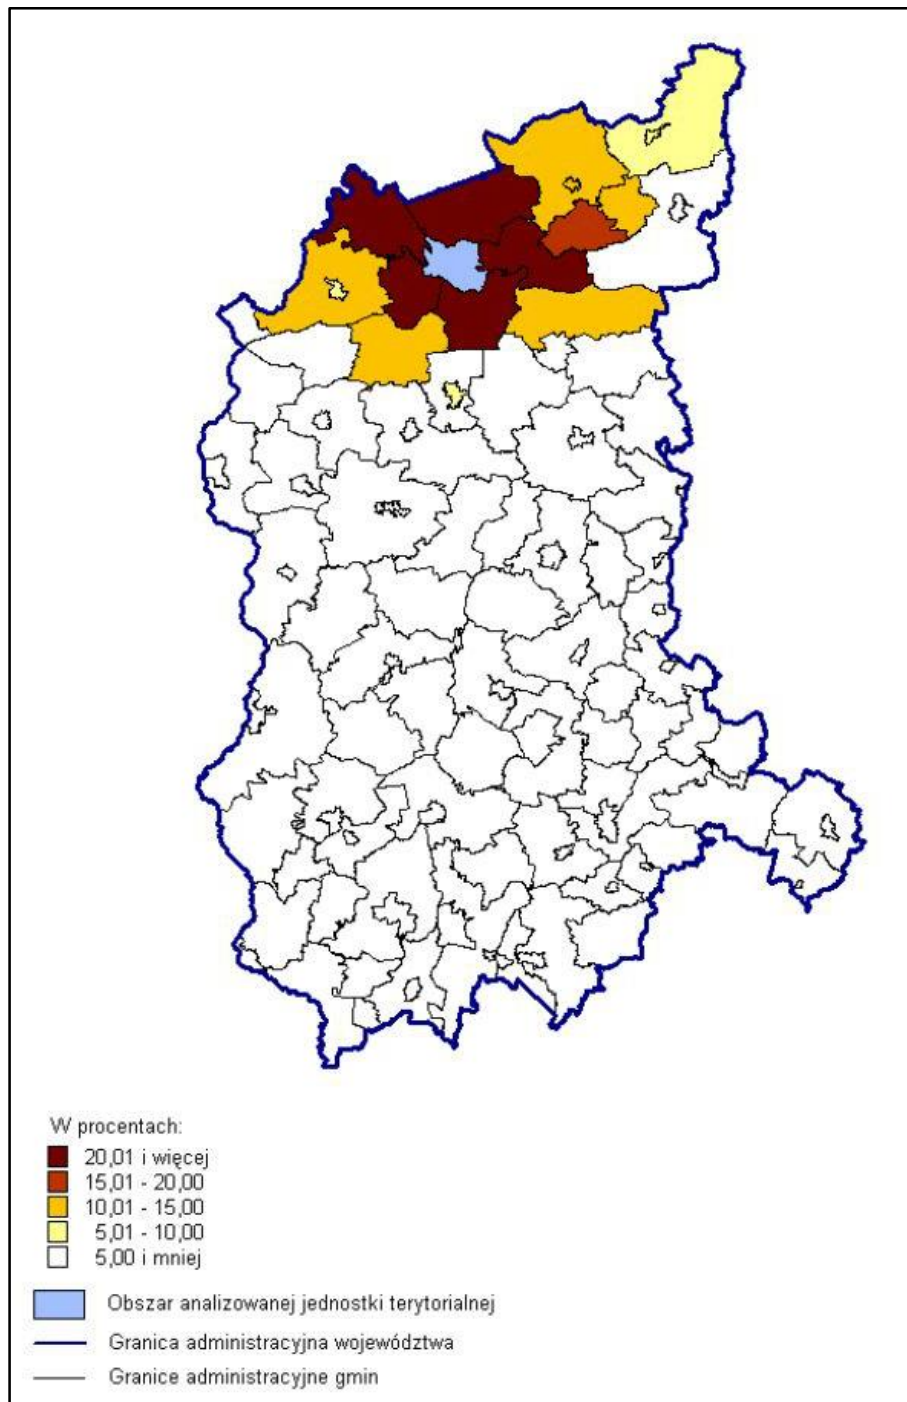 W procentach:
20,01 i więcej
15,01 - 20,00
10,01 - 15,00
5,01 - 10,00
5,00 i mniej
Obszar analizowanej jednostki terytorialnej
Granica administracyjna województwa
Granice administracyjne gmin